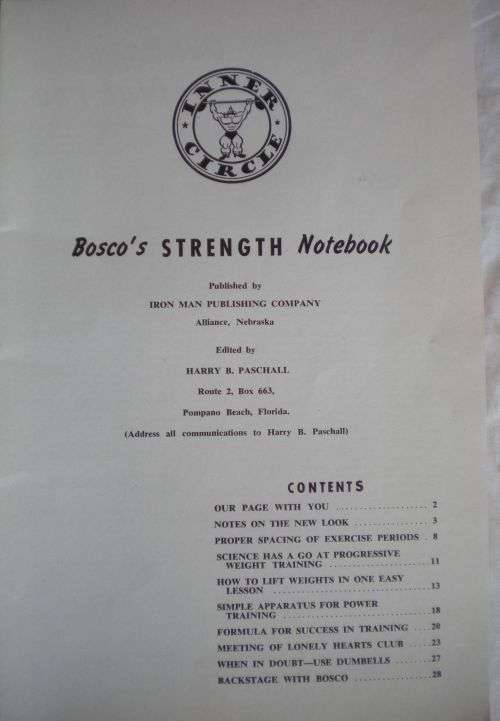 INNER
CIRCLE
Bosco's STRENGTH Notebook
Published by
IRON MAN PUBLISHING COMPANY
Alliance, Nebraska
Edited by
HARRY B. PASCHALL
Route 2, Box 663,
Pompano Beach, Florida.
(Address all communications to Harry B. Paschall)
CONTENTS
OUR PAGE WITH YOU ..................... 2
NOTES ON THE NEW LOOK ................. 3
PROPER SPACING OF EXERCISE PERIODS . 8
SCIENCE HAS A GO AT PROGRESSIVE
WEIGHT TRAINING ........................ 11
HOW TO LIFT WEIGHTS IN ONE EASY
LESSON ................................... 13
SIMPLE APPARATUS FOR POWER
TRAINING ................................. 18
FORMULA FOR SUCCESS IN TRAINING .... 20
MEETING OF LONELY HEARTS CLUB ..... 23
WHEN IN DOUBT—USE DUMBELLS ........ 27
BACKSTAGE WITH BOSCO .................. 28